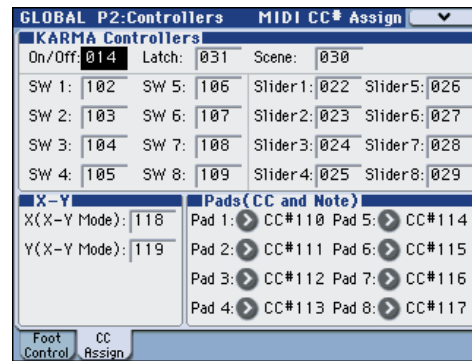 GLOBAL P2:Controllers MIDI CC# Assign
KARMA Controllers
On/Off: 014 Latch: 031 Scene: 030
SW 1: 102 SW 5: 106 Slider1: 022 Slider5: 026
SW 2: 103 SW 6: 107 Slider2: 023 Slider6: 027
SW 3: 104 SW 7: 108 Slider3: 024 Slider7: 028
SW 4: 105 SW 8: 109 Slider4: 025 Slider8: 029
X-Y Pads(CC and Note)
X(X-Y Mode): 118 Pad 1: CC#110 Pad 5: CC#114
Y(X-Y Mode): 119 Pad 2: CC#111 Pad 6: CC#115
Pad 3: CC#112 Pad 7: CC#116
Pad 4: CC#113 Pad 8: CC#117
Foot Control CC Assign